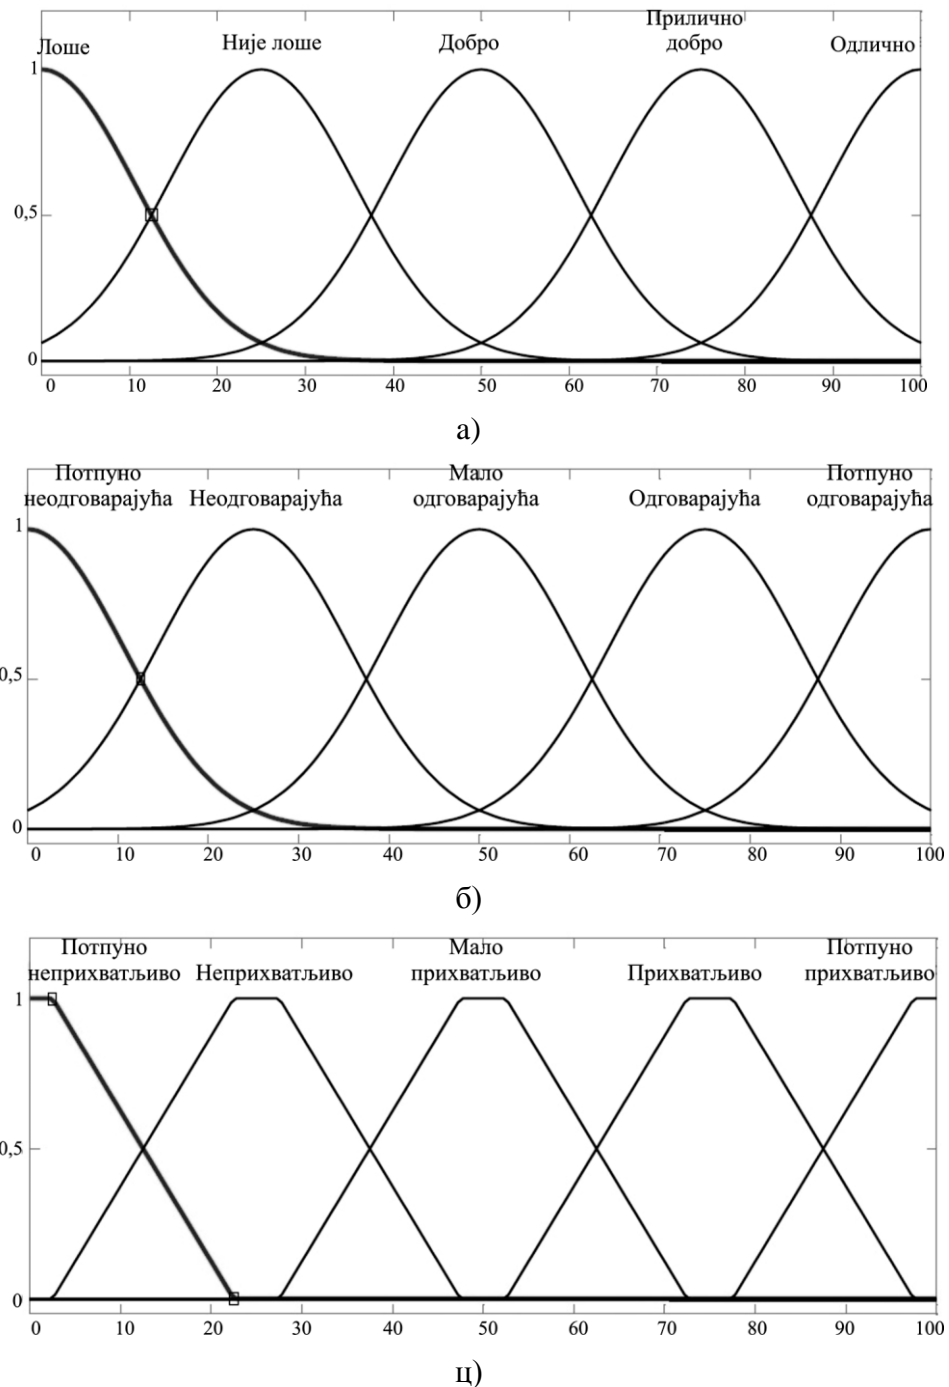 Прилично
Лоше Није лоше Добро добро Одлично
1
0,5
0
0 10 20 30 40 50 60 70 80 90 100
а)
Потпуно Мало Потпуно
неодговарајућа Неодговарајућа одговарајућа Одговарајућа одговарајућа
1
0,5
0
0 10 20 30 40 50 60 70 80 90 100
б)
Потпуно Мало Потпуно
неприхватљиво Неприхватљиво прихватљиво Прихватљиво прихватљиво
1
0,5
0
0 10 20 30 40 50 60 70 80 90 100
ц)